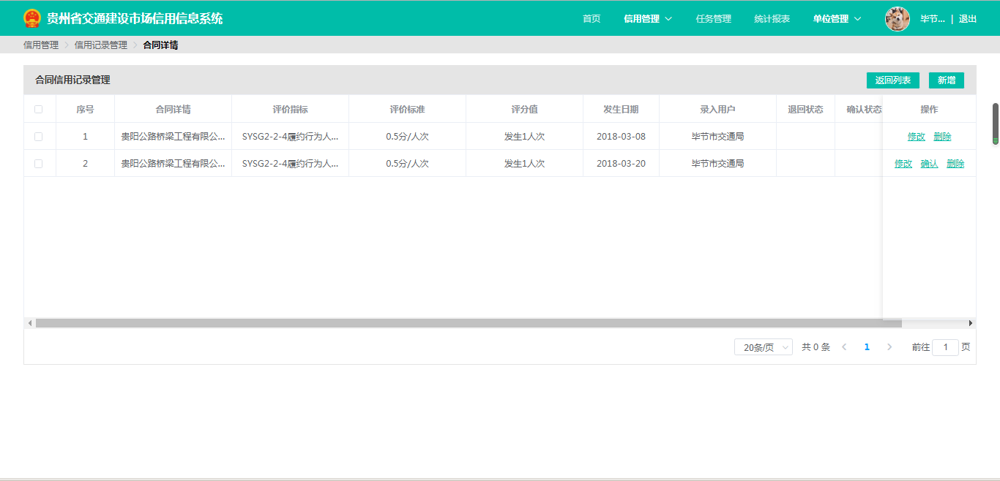 贵州省交通建设市场信用信息系统 首页 信用管理 任务管理 统计报表 单位管理 毕节... | 退出
信用管理 信用记录管理 合同详情
合同信用记录管理 返回列表 新增
序号 合同详情 评价指标 评价标准 评分值 发生日期 录入用户 退回状态 确认状态 操作
1 贵阳公路桥梁工程有限公... SYSG2-2-4履约行为人... 0.5分/人次 发生1人次 2018-03-08 毕节市交通局 修改 删除
2 贵阳公路桥梁工程有限公... SYSG2-2-4履约行为人... 0.5分/人次 发生1人次 2018-03-20 毕节市交通局 修改 确认 删除
20条/页 共 0 条 1 前往 1 页